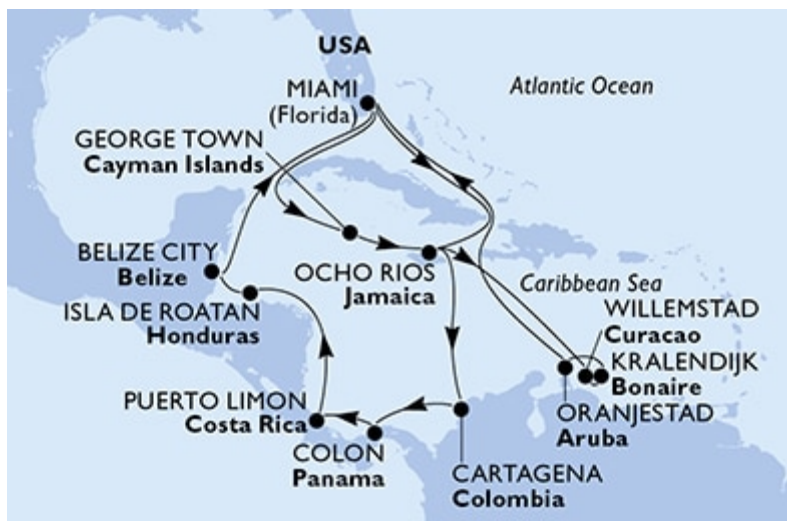 USA
MIAMI
(Florida)
Atlantic Ocean
GEORGE TOWN
Cayman Islands
BELIZE CITY
Belize
OCHO RIOS
Jamaica
Caribbean Sea
ISLA DE ROATAN
Honduras
WILLEMSTAD
Curacao
KRALENDIJK
Bonaire
PUERTO LIMON
Costa Rica
ORANJESTAD
Aruba
COLON
Panama
CARTAGENA
Colombia